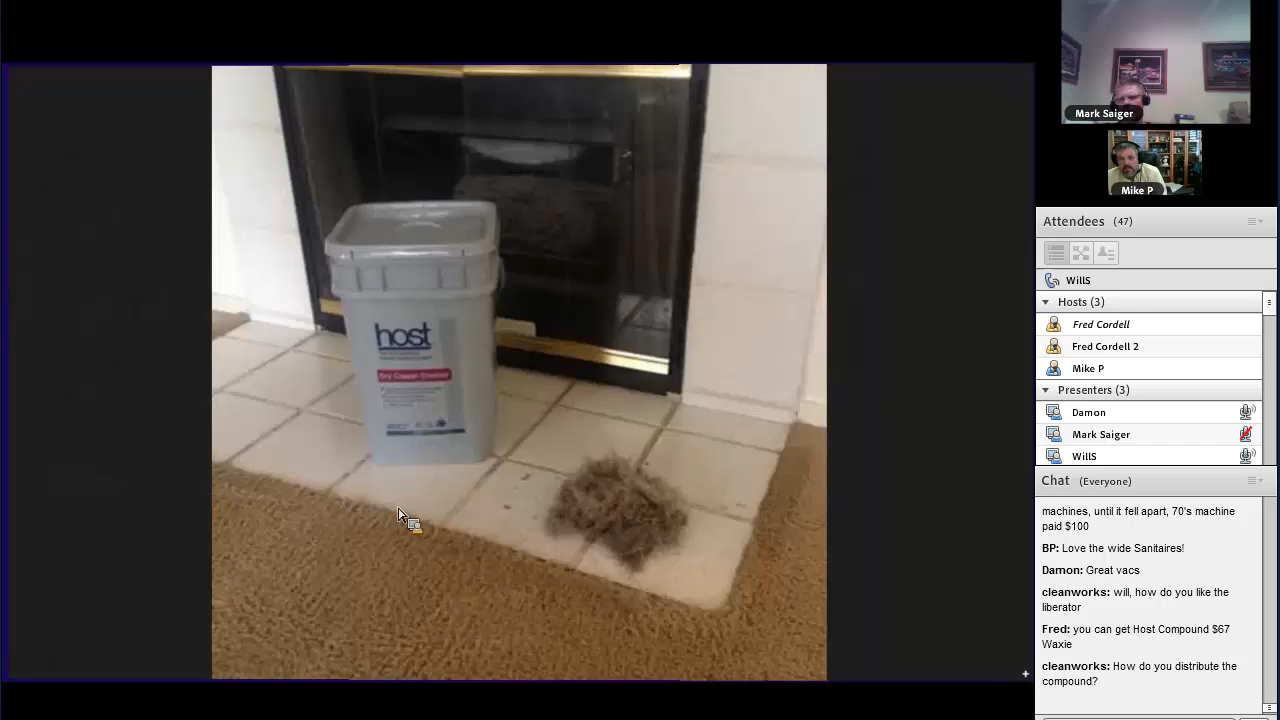 host
Dry Carpet Cleaner
Mark Saiger
Mike P
Attendees (47)
WillS
Hosts (3)
Fred Cordell
Fred Cordell 2
Mike P
Presenters (3)
Damon
Mark Saiger
WillS
Chat (Everyone)
machines, until it fell apart, 70's machine
paid $100
BP: Love the wide Sanitaires!
Damon: Great vacs
cleanworks: will, how do you like the
liberator
Fred: you can get Host Compound $67
Waxie
cleanworks: How do you distribute the
compound?